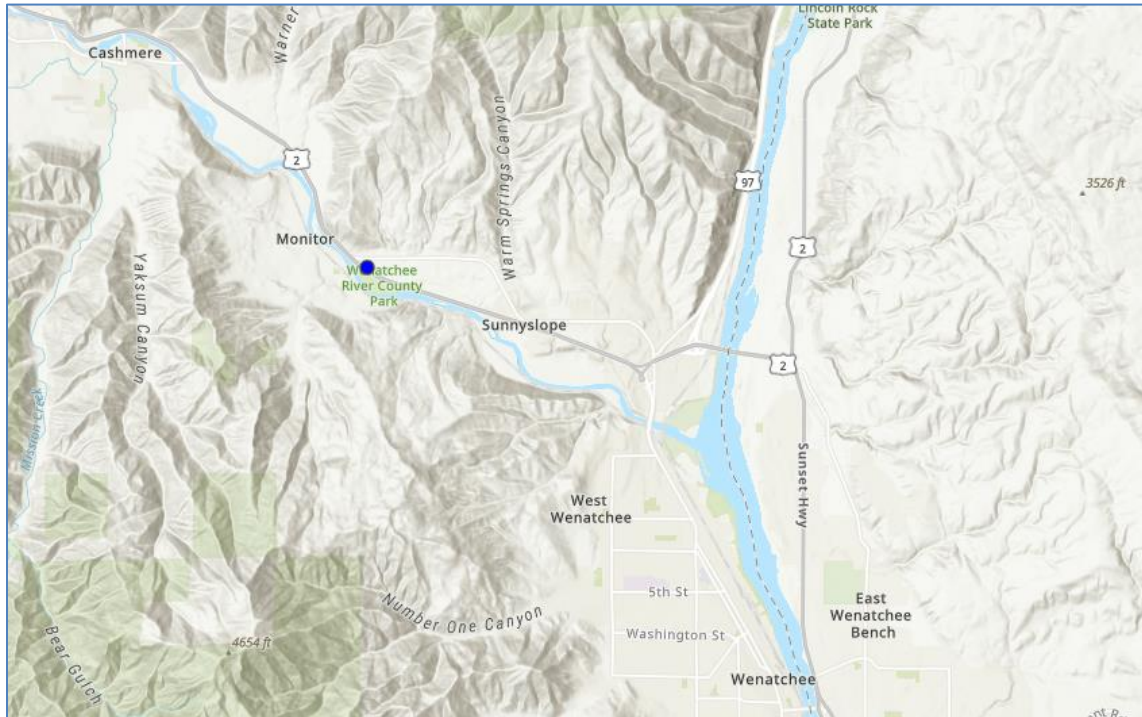 Lincoln Rock
State Park
Warner
Cashmere
2
Warm Springs Canyon
97
3526 ft
Monitor
2
Wenatchee
River County
Park
Yaksum Canyon
Sunnyslope
2
Mission Creek
Sunset Hwy
West
Wenatchee
5th St
East
Wenatchee
Bench
Number One Canyon
Washington St
4654 ft
Bear Gulch
Wenatchee